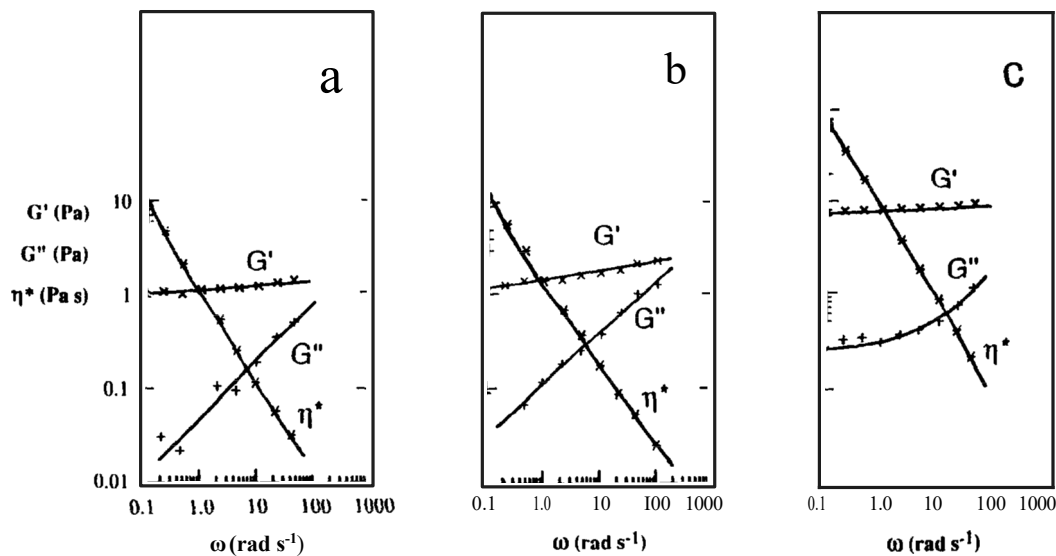 a
b
C
10
1
0.1
0.01
G' (Pa)
G" (Pa)
η* (Pa s)
G'
G"
η*
G'
G"
η*
G'
G"
η*
0.1 1.0 10 100 1000
0.1 1.0 10 100 1000
0.1 1.0 10 100 1000
ω (rad s⁻¹)
ω (rad s⁻¹)
ω (rad s⁻¹)